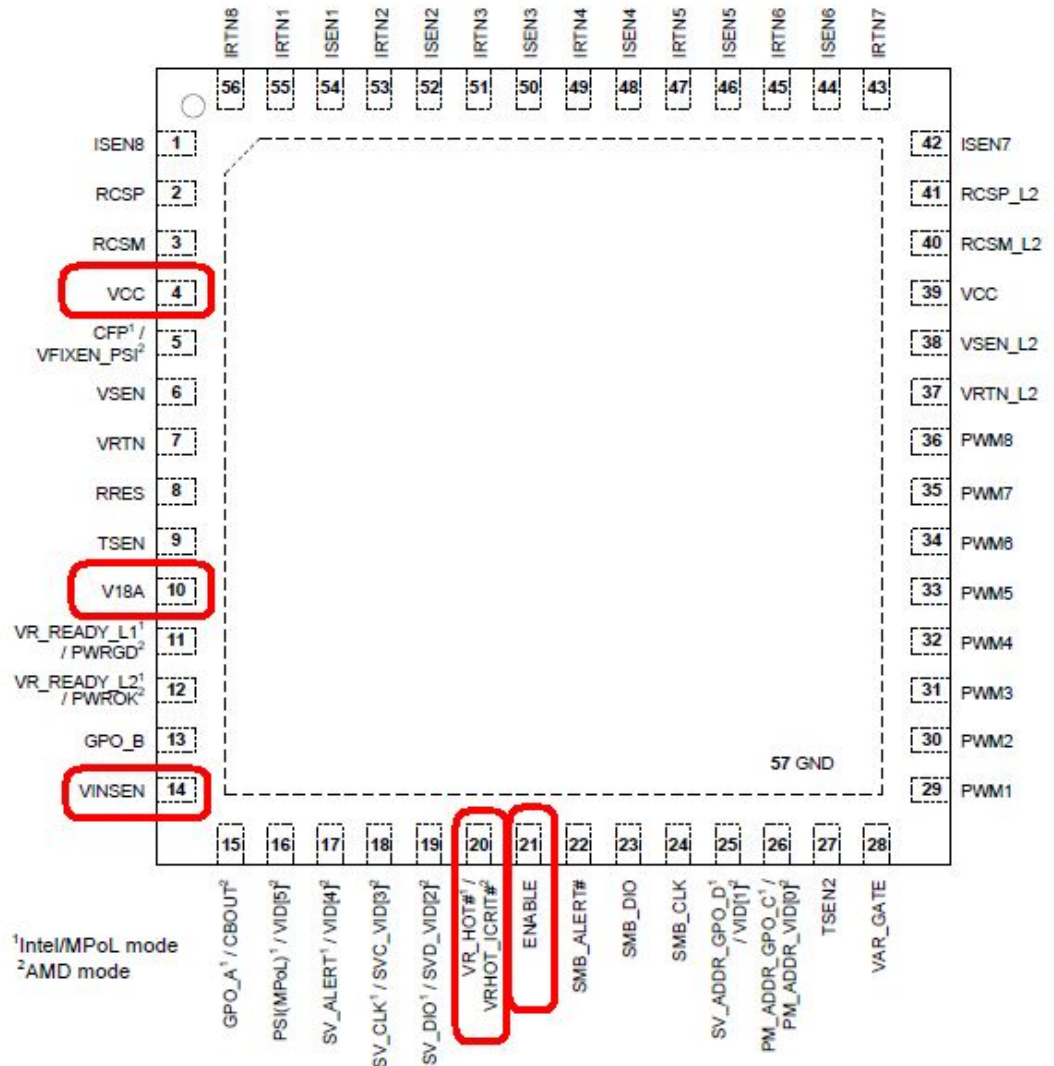 IRTN8
IRTN1
ISEN1
IRTN2
ISEN2
IRTN3
ISEN3
IRTN4
ISEN4
IRTN5
ISEN5
IRTN6
ISEN6
IRTN7
56 55 54 53 52 51 50 49 48 47 46 45 44 43
ISEN8 1
RCSP 2
RCSM 3
VCC 4
CFP¹ /
VFIXEN_PSI² 5
VSEN 6
VRTN 7
RRES 8
TSEN 9
V18A 10
VR_READY_L1¹
/ PWRGD² 11
VR_READY_L2¹
/ PWROK² 12
GPO_B 13
VINSEN 14
42 ISEN7
41 RCSP_L2
40 RCSM_L2
39 VCC
38 VSEN_L2
37 VRTN_L2
36 PWM8
35 PWM7
34 PWM6
33 PWM5
32 PWM4
31 PWM3
30 PWM2
29 PWM1
57 GND
15 16 17 18 19 20 21 22 23 24 25 26 27 28
GPO_A¹ / CBOUT²
PSI(MPoL)¹ / VID[5]²
SV_ALERT¹ / VID[4]²
SV_CLK¹ / SVC_VID[3]²
SV_DIO¹ / SVD_VID[2]²
VR_HOT#¹ /
VRHOT_ICRIT#²
ENABLE
SMB_ALERT#
SMB_DIO
SMB_CLK
SV_ADDR_GPO_D¹
/ VID[1]²
PM_ADDR_GPO_C¹ /
PM_ADDR_VID[0]²
TSEN2
VAR_GATE
¹Intel/MPoL mode
²AMD mode